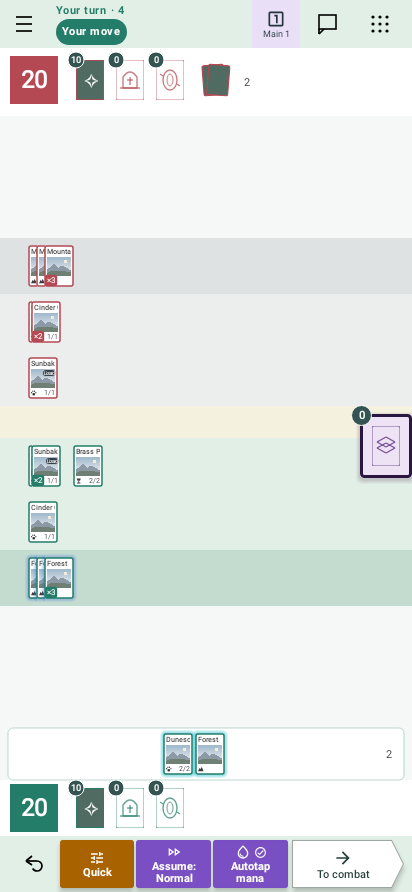 Your turn · 4
Your move
1
Main 1
20
10
0
0
2
M
M
Mounta
×3
Cinder
×2
1/1
Sunbak
1/1
0
Sunbak
×2
1/1
Brass P
2/2
Cinder
1/1
F
F
Forest
×3
Dunesc
2/2
Forest
2
20
10
0
0
Quick
Assume:
Normal
Autotap
mana
To combat